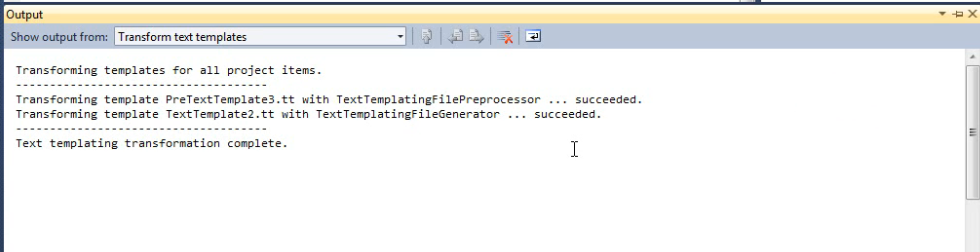 Output
Show output from: Transform text templates
Transforming templates for all project items.
-------------------------------------
Transforming template PreTextTemplate3.tt with TextTemplatingFilePreprocessor ... succeeded.
Transforming template TextTemplate2.tt with TextTemplatingFileGenerator ... succeeded.
-------------------------------------
Text templating transformation complete.